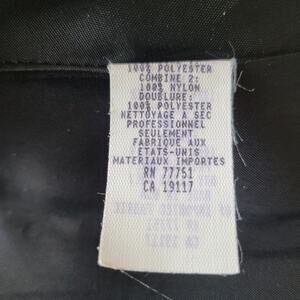 100% POLYESTER
COMBINE 2:
100% NYLON
DOUBLURE:
100% POLYESTER
NETTOYAGE A SEC
PROFESSIONNEL
SEULEMENT
FABRIQUE AUX
ETATS-UNIS
MATERIAUX IMPORTES
RN 77751
CA 19117